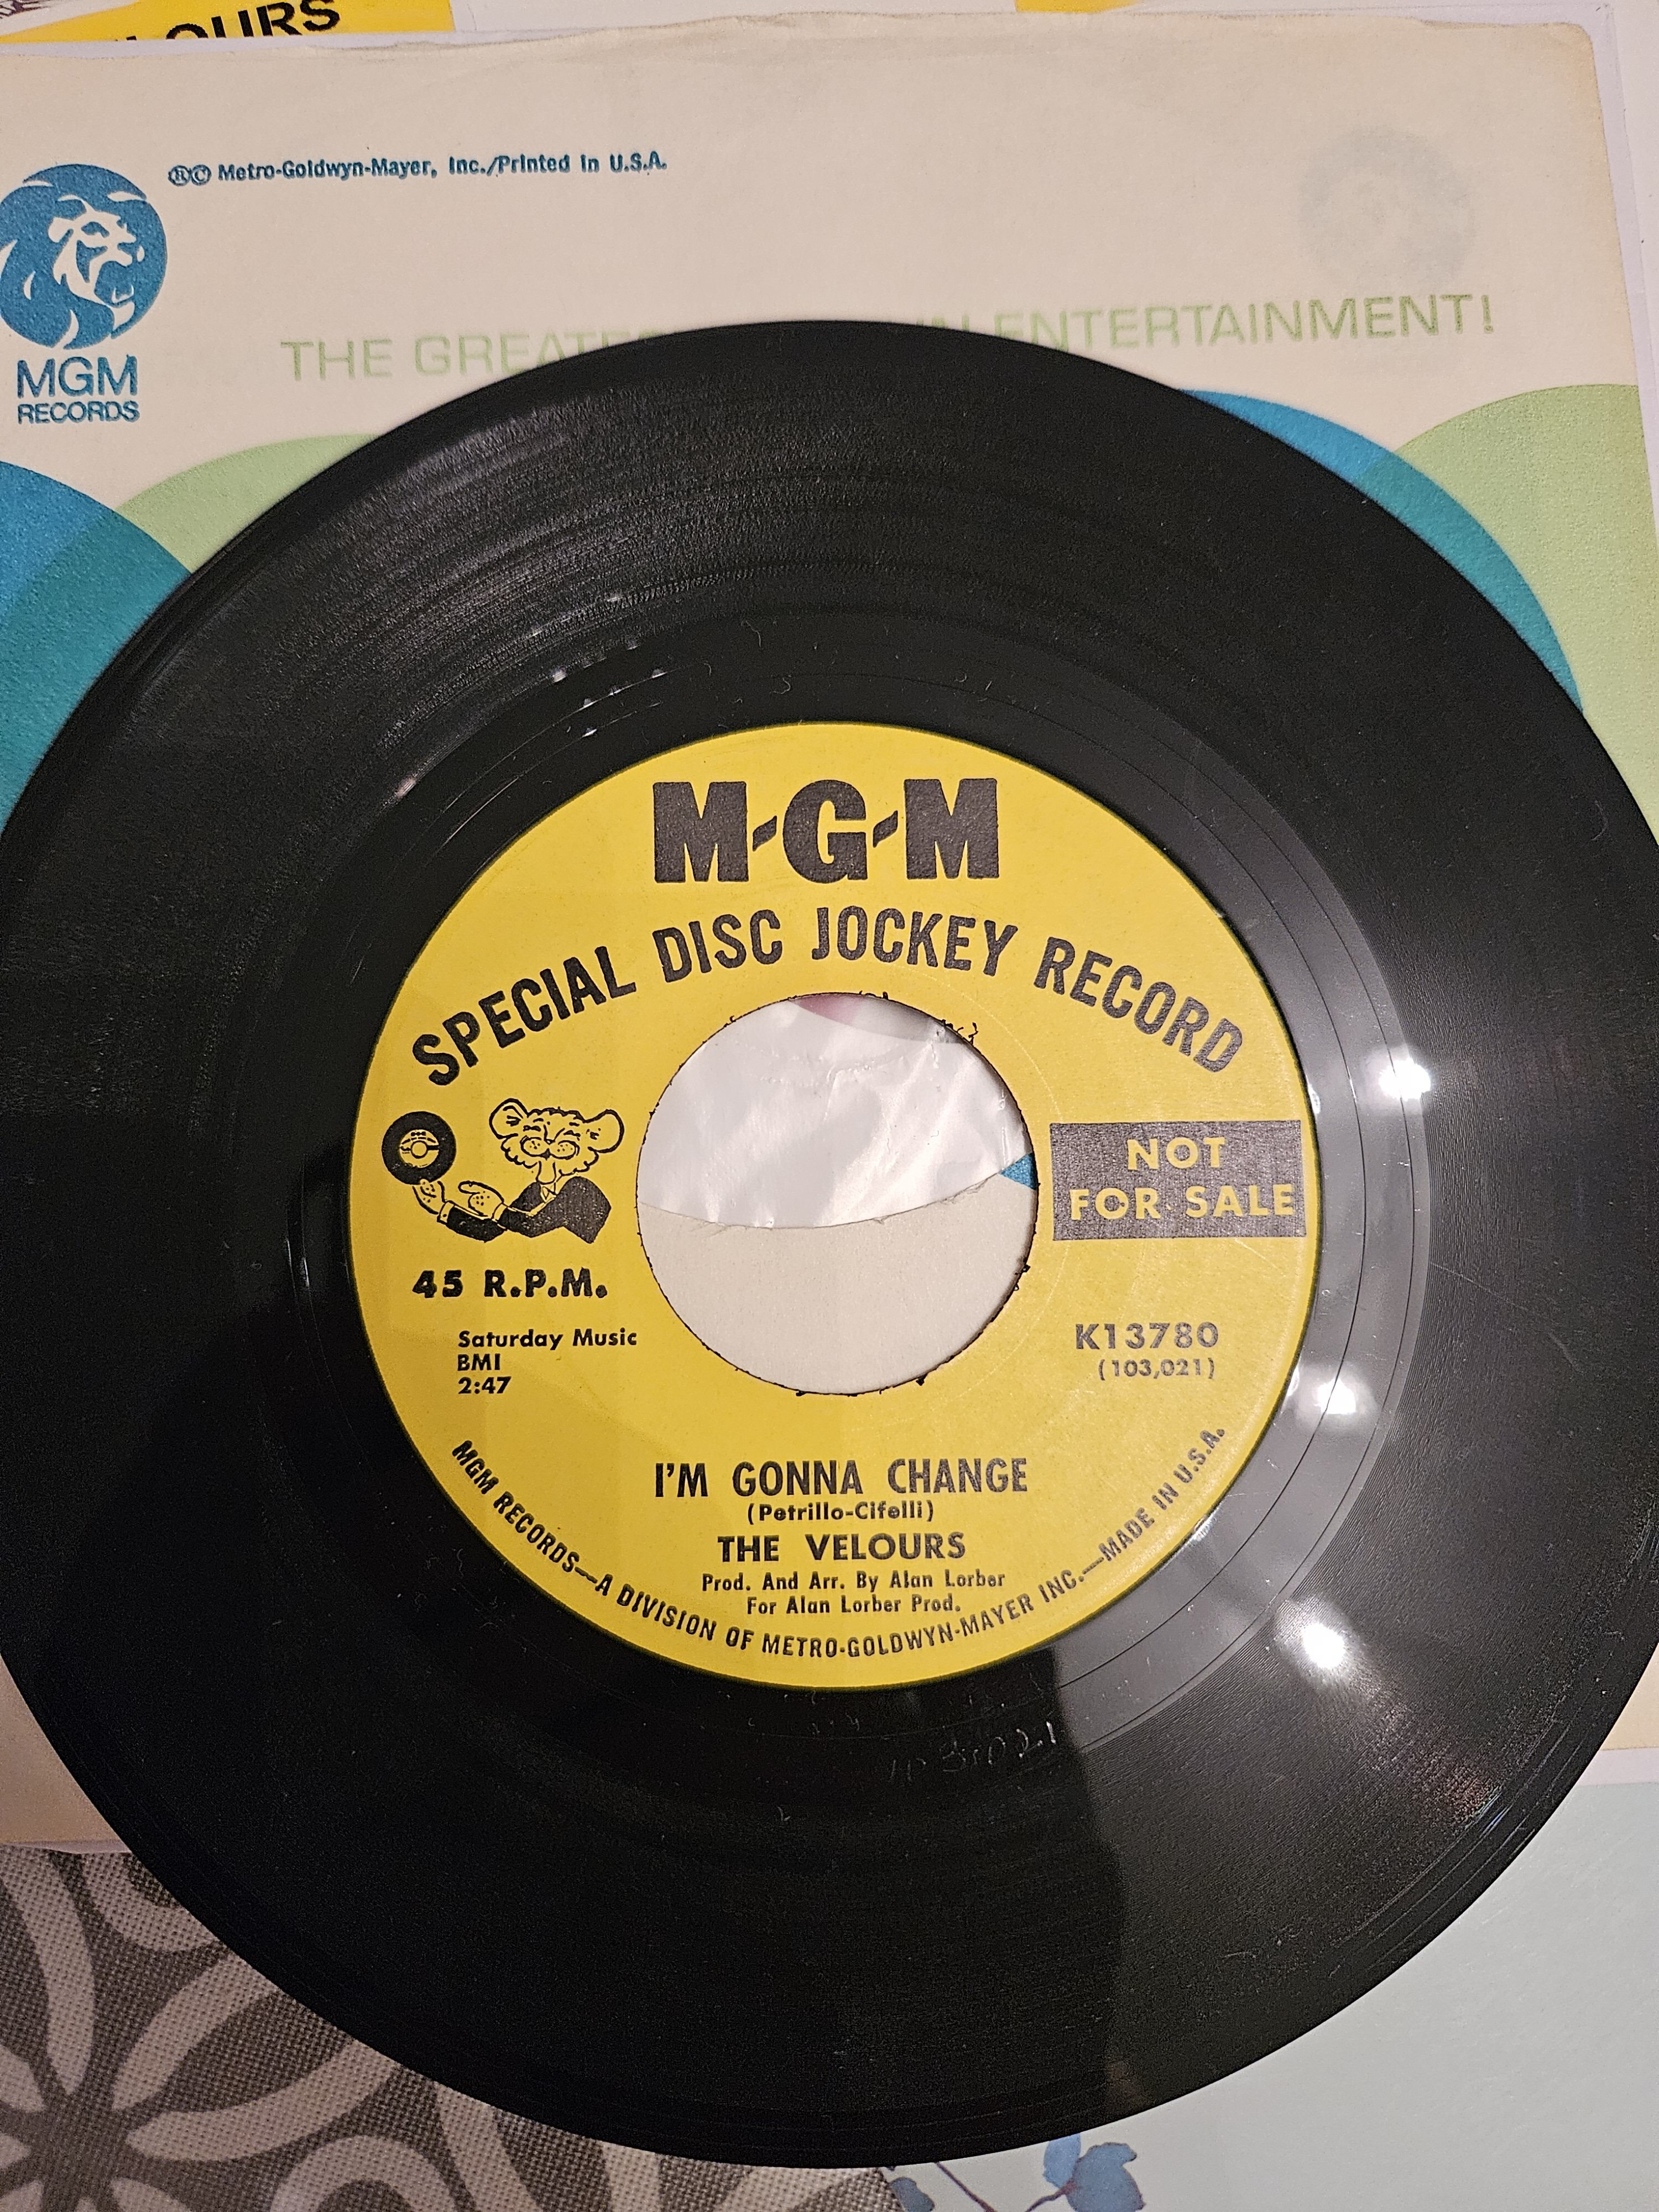 ®© Metro-Goldwyn-Mayer, Inc./Printed in U.S.A.
MGM
RECORDS
THE IN ENTERTAINMENT!
M-G-M
SPECIAL DISC JOCKEY RECORD
NOT
FOR SALE
45 R.P.M.
Saturday Music
BMI
2:47
K13780
(103,021)
I'M GONNA CHANGE
(Petrillo-Cifelli)
THE VELOURS
Prod. And Arr. By Alan Lorber
For Alan Lorber Prod.
MGM RECORDS—A DIVISION OF METRO-GOLDWYN-MAYER INC.—MADE IN U.S.A.